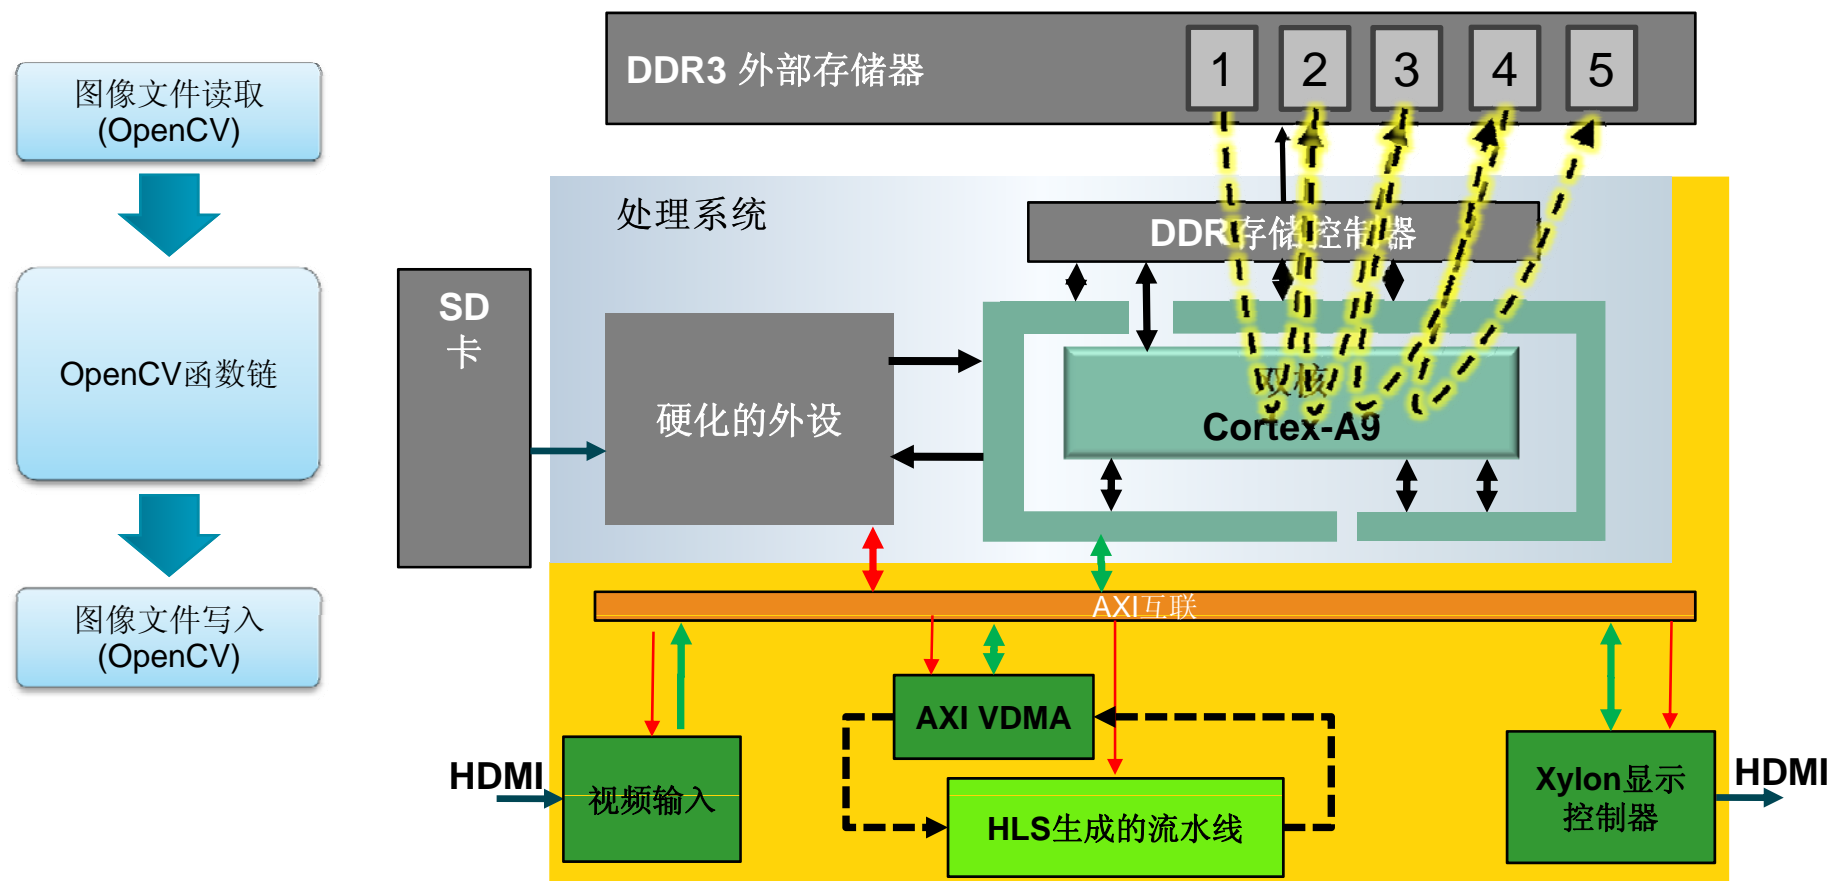 图像文件读取
(OpenCV)
OpenCV函数链
图像文件写入
(OpenCV)
DDR3 外部存储器
1
2
3
4
5
处理系统
DDR存储控制器
SD
卡
硬化的外设
双核
Cortex-A9
AXI互联
AXI VDMA
HDMI
视频输入
HLS生成的流水线
Xylon显示
控制器
HDMI